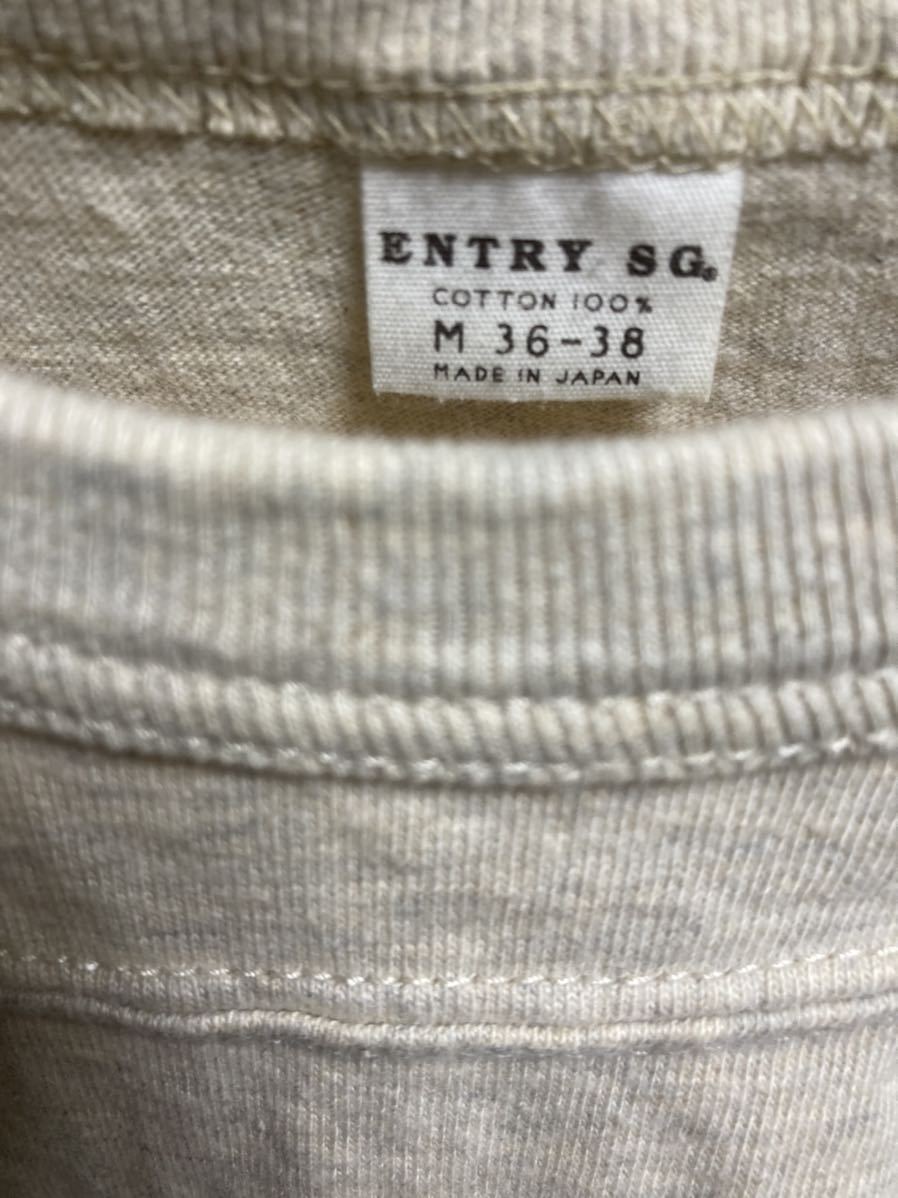 ENTRY SG.
COTTON 100%
M 36-38
MADE IN JAPAN